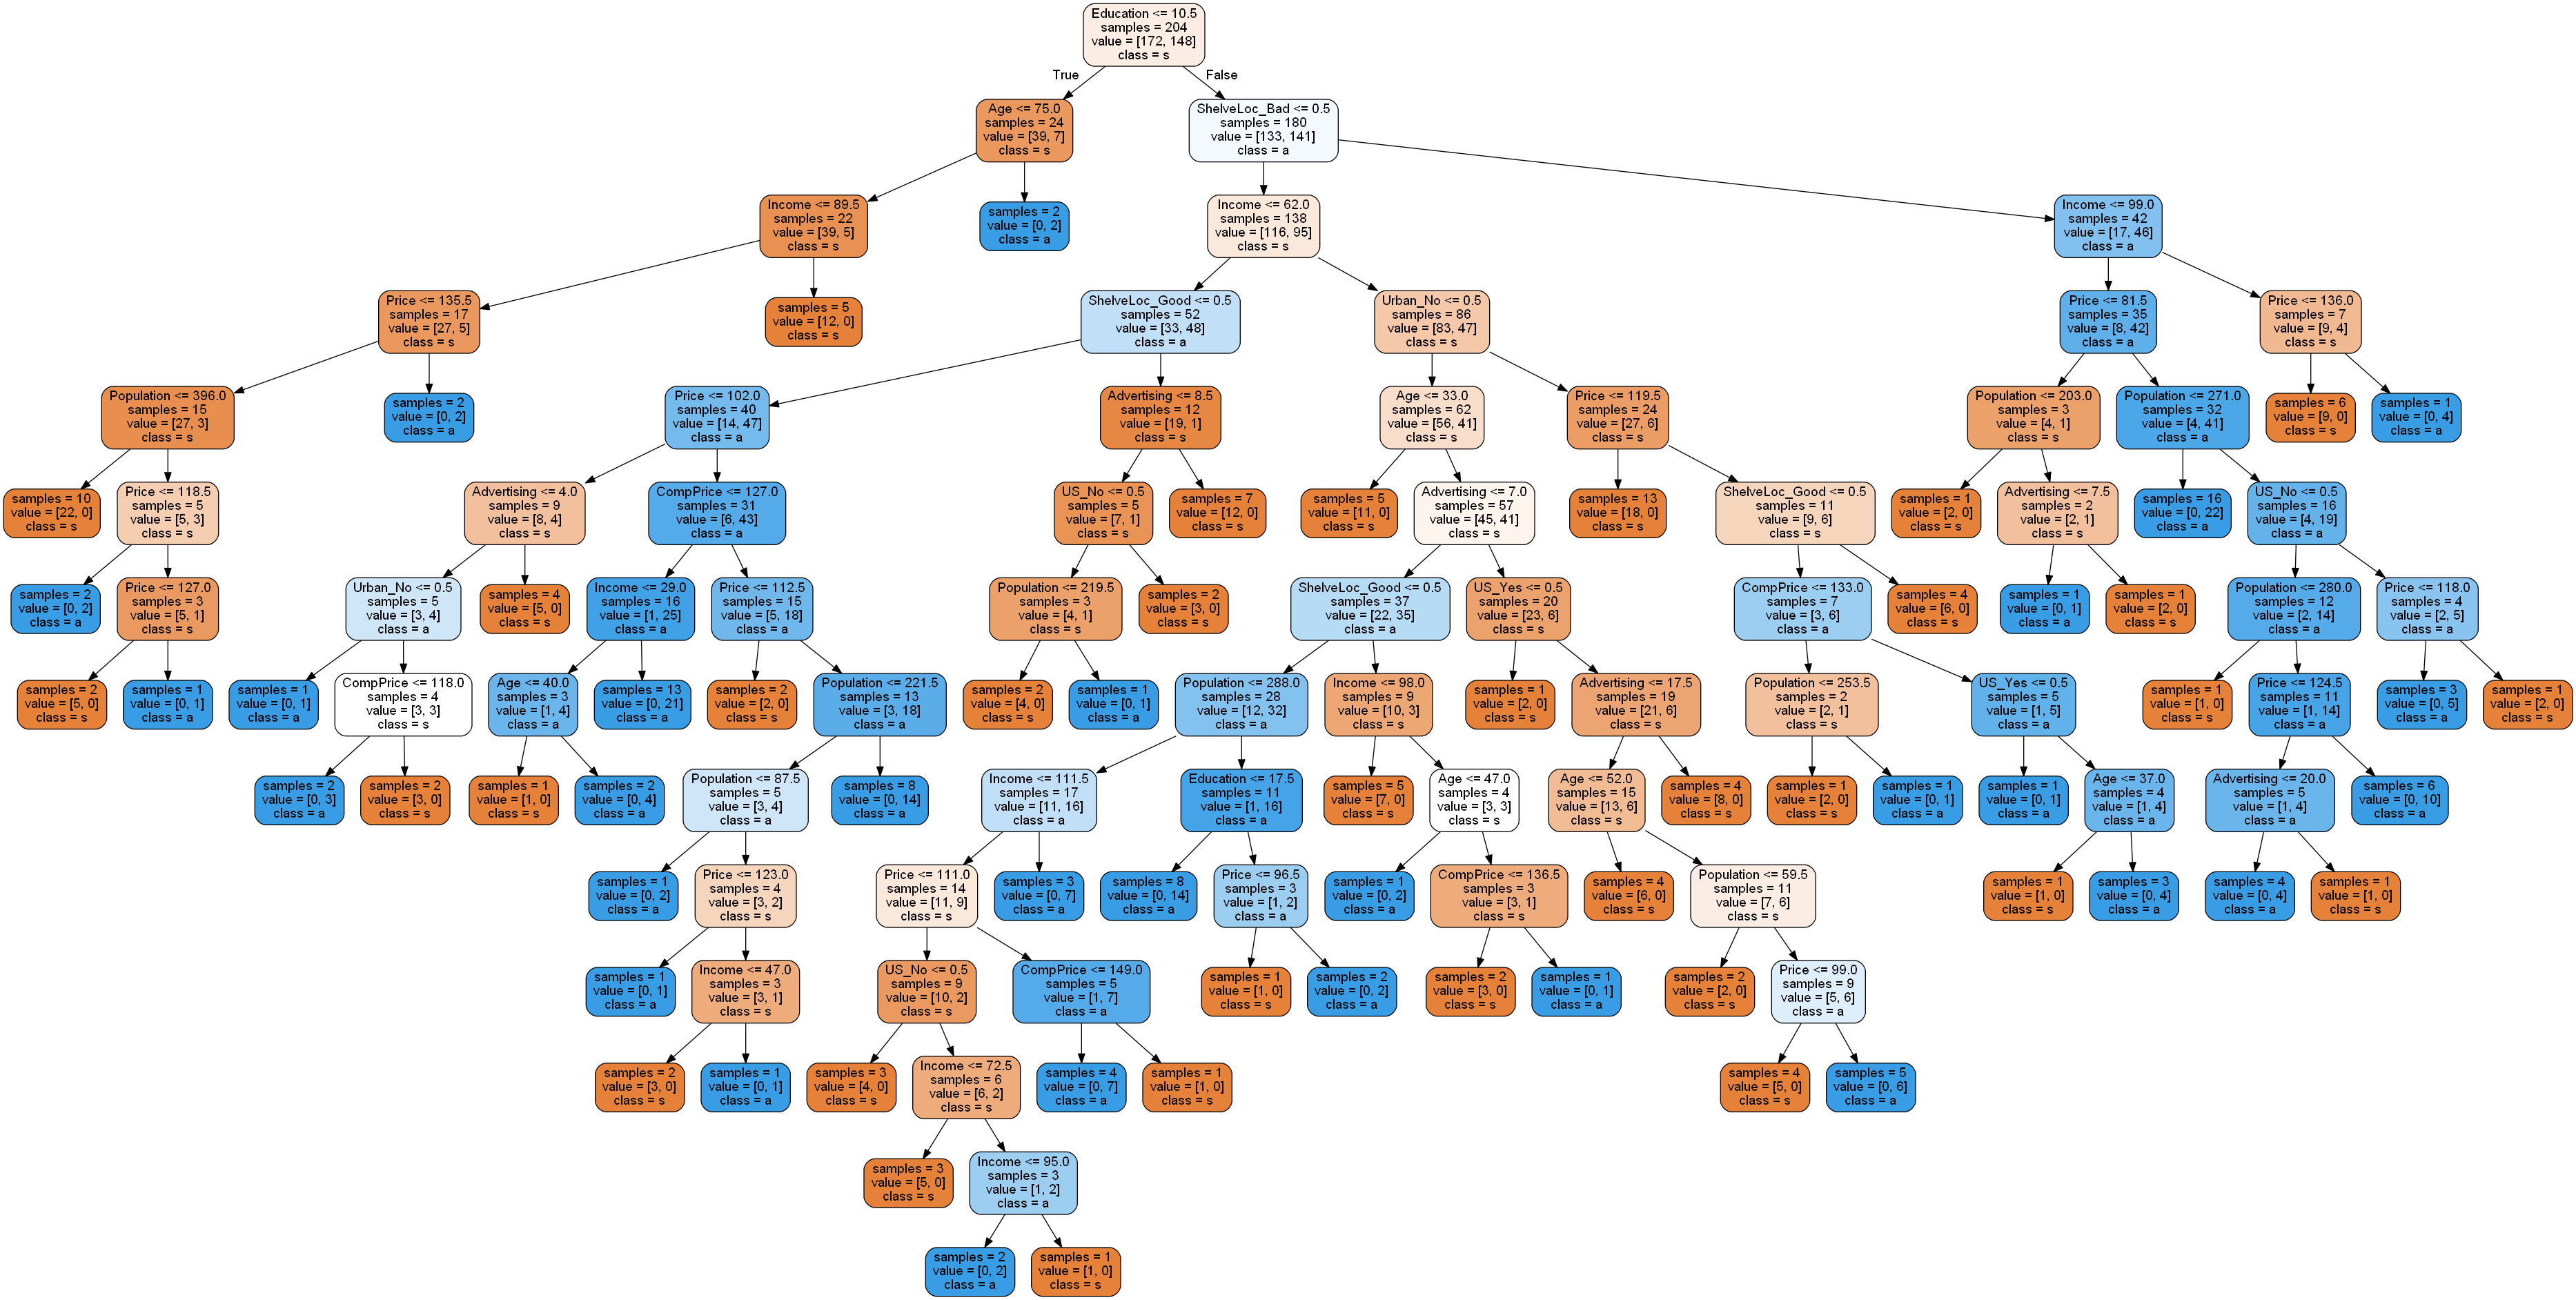 Education <= 10.5
samples = 204
value = [172, 148]
class = s
True
False
Age <= 75.0
samples = 24
value = [39, 7]
class = s
ShelveLoc_Bad <= 0.5
samples = 180
value = [133, 141]
class = a
Income <= 89.5
samples = 22
value = [39, 5]
class = s
samples = 2
value = [0, 2]
class = a
Income <= 62.0
samples = 138
value = [116, 95]
class = s
Income <= 99.0
samples = 42
value = [17, 46]
class = a
Price <= 135.5
samples = 17
value = [27, 5]
class = s
samples = 5
value = [12, 0]
class = s
ShelveLoc_Good <= 0.5
samples = 52
value = [33, 48]
class = a
Urban_No <= 0.5
samples = 86
value = [83, 47]
class = s
Price <= 81.5
samples = 35
value = [8, 42]
class = a
Price <= 136.0
samples = 7
value = [9, 4]
class = s
Population <= 396.0
samples = 15
value = [27, 3]
class = s
samples = 2
value = [0, 2]
class = a
Price <= 102.0
samples = 40
value = [14, 47]
class = a
Advertising <= 8.5
samples = 12
value = [19, 1]
class = s
Age <= 33.0
samples = 62
value = [56, 41]
class = s
Price <= 119.5
samples = 24
value = [27, 6]
class = s
Population <= 203.0
samples = 3
value = [4, 1]
class = s
Population <= 271.0
samples = 32
value = [4, 41]
class = a
samples = 6
value = [9, 0]
class = s
samples = 1
value = [0, 4]
class = a
samples = 10
value = [22, 0]
class = s
Price <= 118.5
samples = 5
value = [5, 3]
class = s
Advertising <= 4.0
samples = 9
value = [8, 4]
class = s
CompPrice <= 127.0
samples = 31
value = [6, 43]
class = a
US_No <= 0.5
samples = 5
value = [7, 1]
class = s
samples = 7
value = [12, 0]
class = s
samples = 5
value = [11, 0]
class = s
Advertising <= 7.0
samples = 57
value = [45, 41]
class = s
samples = 13
value = [18, 0]
class = s
ShelveLoc_Good <= 0.5
samples = 11
value = [9, 6]
class = s
samples = 1
value = [2, 0]
class = s
Advertising <= 7.5
samples = 2
value = [2, 1]
class = s
samples = 16
value = [0, 22]
class = a
US_No <= 0.5
samples = 16
value = [4, 19]
class = a
samples = 2
value = [0, 2]
class = a
Price <= 127.0
samples = 3
value = [5, 1]
class = s
Urban_No <= 0.5
samples = 5
value = [3, 4]
class = a
samples = 4
value = [5, 0]
class = s
Income <= 29.0
samples = 16
value = [1, 25]
class = a
Price <= 112.5
samples = 15
value = [5, 18]
class = a
Population <= 219.5
samples = 3
value = [4, 1]
class = s
samples = 2
value = [3, 0]
class = s
ShelveLoc_Good <= 0.5
samples = 37
value = [22, 35]
class = a
US_Yes <= 0.5
samples = 20
value = [23, 6]
class = s
CompPrice <= 133.0
samples = 7
value = [3, 6]
class = a
samples = 4
value = [6, 0]
class = s
samples = 1
value = [0, 1]
class = a
samples = 1
value = [2, 0]
class = s
Population <= 280.0
samples = 12
value = [2, 14]
class = a
Price <= 118.0
samples = 4
value = [2, 5]
class = a
samples = 2
value = [5, 0]
class = s
samples = 1
value = [0, 1]
class = a
samples = 1
value = [0, 1]
class = a
CompPrice <= 118.0
samples = 4
value = [3, 3]
class = s
Age <= 40.0
samples = 3
value = [1, 4]
class = a
samples = 13
value = [0, 21]
class = a
samples = 2
value = [2, 0]
class = s
Population <= 221.5
samples = 13
value = [3, 18]
class = a
samples = 2
value = [4, 0]
class = s
samples = 1
value = [0, 1]
class = a
Population <= 288.0
samples = 28
value = [12, 32]
class = a
Income <= 98.0
samples = 9
value = [10, 3]
class = s
samples = 1
value = [2, 0]
class = s
Advertising <= 17.5
samples = 19
value = [21, 6]
class = s
Population <= 253.5
samples = 2
value = [2, 1]
class = s
US_Yes <= 0.5
samples = 5
value = [1, 5]
class = a
samples = 1
value = [1, 0]
class = s
Price <= 124.5
samples = 11
value = [1, 14]
class = a
samples = 3
value = [0, 5]
class = a
samples = 1
value = [2, 0]
class = s
samples = 2
value = [0, 3]
class = a
samples = 2
value = [3, 0]
class = s
samples = 1
value = [1, 0]
class = s
samples = 2
value = [0, 4]
class = a
Population <= 87.5
samples = 5
value = [3, 4]
class = a
samples = 8
value = [0, 14]
class = a
Income <= 111.5
samples = 17
value = [11, 16]
class = a
Education <= 17.5
samples = 11
value = [1, 16]
class = a
samples = 5
value = [7, 0]
class = s
Age <= 47.0
samples = 4
value = [3, 3]
class = s
Age <= 52.0
samples = 15
value = [13, 6]
class = s
samples = 4
value = [8, 0]
class = s
samples = 1
value = [2, 0]
class = s
samples = 1
value = [0, 1]
class = a
samples = 1
value = [0, 1]
class = a
Age <= 37.0
samples = 4
value = [1, 4]
class = a
Advertising <= 20.0
samples = 5
value = [1, 4]
class = a
samples = 6
value = [0, 10]
class = a
samples = 1
value = [0, 2]
class = a
Price <= 123.0
samples = 4
value = [3, 2]
class = s
Price <= 111.0
samples = 14
value = [11, 9]
class = s
samples = 3
value = [0, 7]
class = a
samples = 8
value = [0, 14]
class = a
Price <= 96.5
samples = 3
value = [1, 2]
class = a
samples = 1
value = [0, 2]
class = a
CompPrice <= 136.5
samples = 3
value = [3, 1]
class = s
samples = 4
value = [6, 0]
class = s
Population <= 59.5
samples = 11
value = [7, 6]
class = s
samples = 1
value = [1, 0]
class = s
samples = 3
value = [0, 4]
class = a
samples = 4
value = [0, 4]
class = a
samples = 1
value = [1, 0]
class = s
samples = 1
value = [0, 1]
class = a
Income <= 47.0
samples = 3
value = [3, 1]
class = s
US_No <= 0.5
samples = 9
value = [10, 2]
class = s
CompPrice <= 149.0
samples = 5
value = [1, 7]
class = a
samples = 1
value = [1, 0]
class = s
samples = 2
value = [0, 2]
class = a
samples = 2
value = [3, 0]
class = s
samples = 1
value = [0, 1]
class = a
samples = 2
value = [2, 0]
class = s
Price <= 99.0
samples = 9
value = [5, 6]
class = a
samples = 2
value = [3, 0]
class = s
samples = 1
value = [0, 1]
class = a
samples = 3
value = [4, 0]
class = s
Income <= 72.5
samples = 6
value = [6, 2]
class = s
samples = 4
value = [0, 7]
class = a
samples = 1
value = [1, 0]
class = s
samples = 4
value = [5, 0]
class = s
samples = 5
value = [0, 6]
class = a
samples = 3
value = [5, 0]
class = s
Income <= 95.0
samples = 3
value = [1, 2]
class = a
samples = 2
value = [0, 2]
class = a
samples = 1
value = [1, 0]
class = s